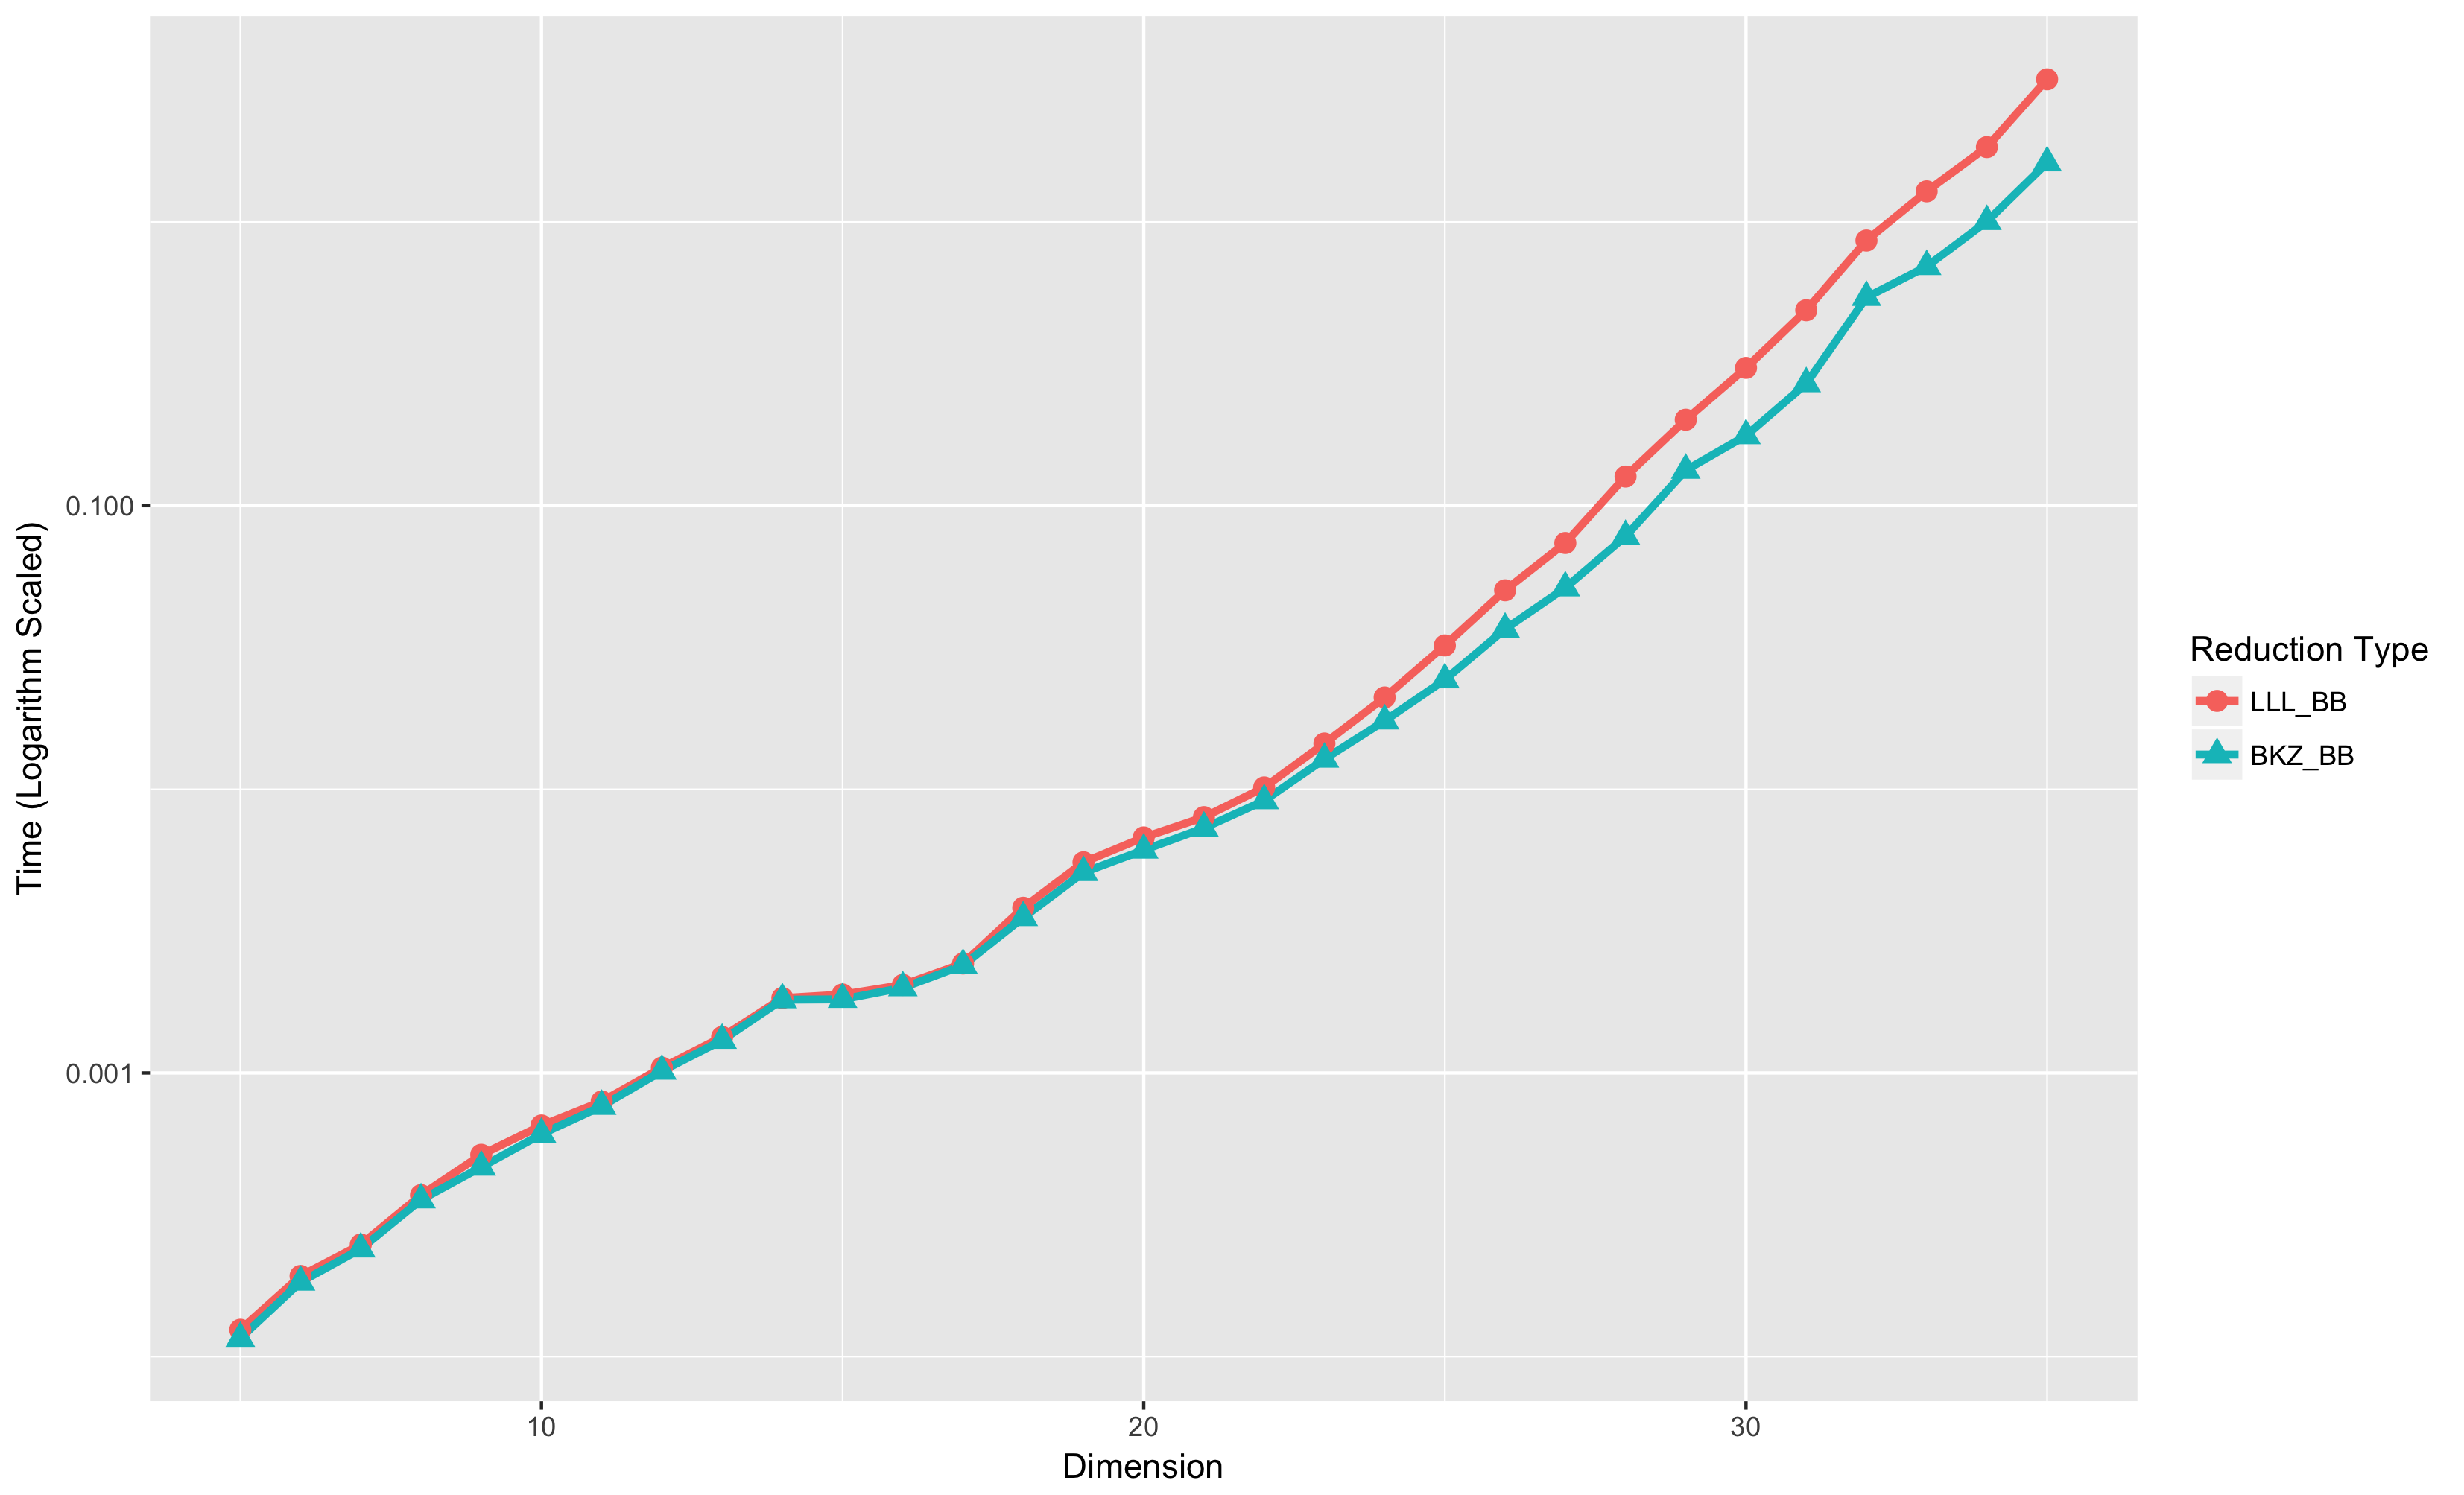 Time (Logarithm Scaled)
0.100
0.001
10
20
30
Dimension
Reduction Type
LLL_BB
BKZ_BB